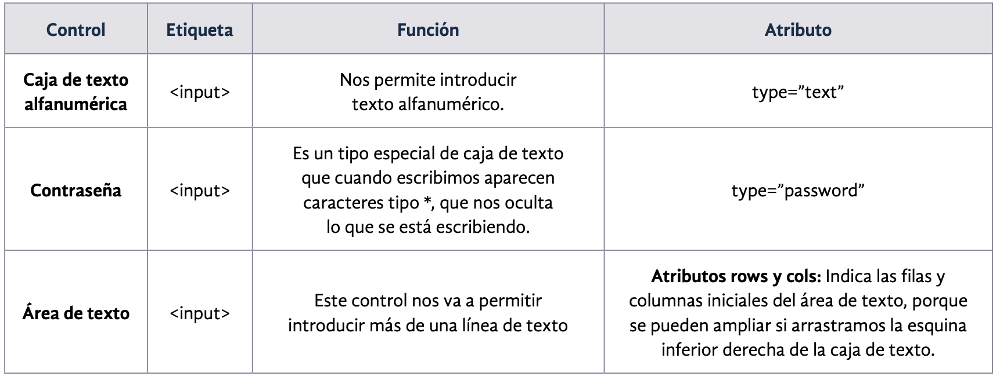 Control Etiqueta Función Atributo
Caja de texto
alfanumérica
<input>
Nos permite introducir
texto alfanumérico.
type=”text”
Contraseña
<input>
Es un tipo especial de caja de texto
que cuando escribimos aparecen
caracteres tipo *, que nos oculta
lo que se está escribiendo.
type=”password”
Área de texto
<input>
Este control nos va a permitir
introducir más de una línea de texto
Atributos rows y cols: Indica las filas y
columnas iniciales del área de texto, porque
se pueden ampliar si arrastramos la esquina
inferior derecha de la caja de texto.